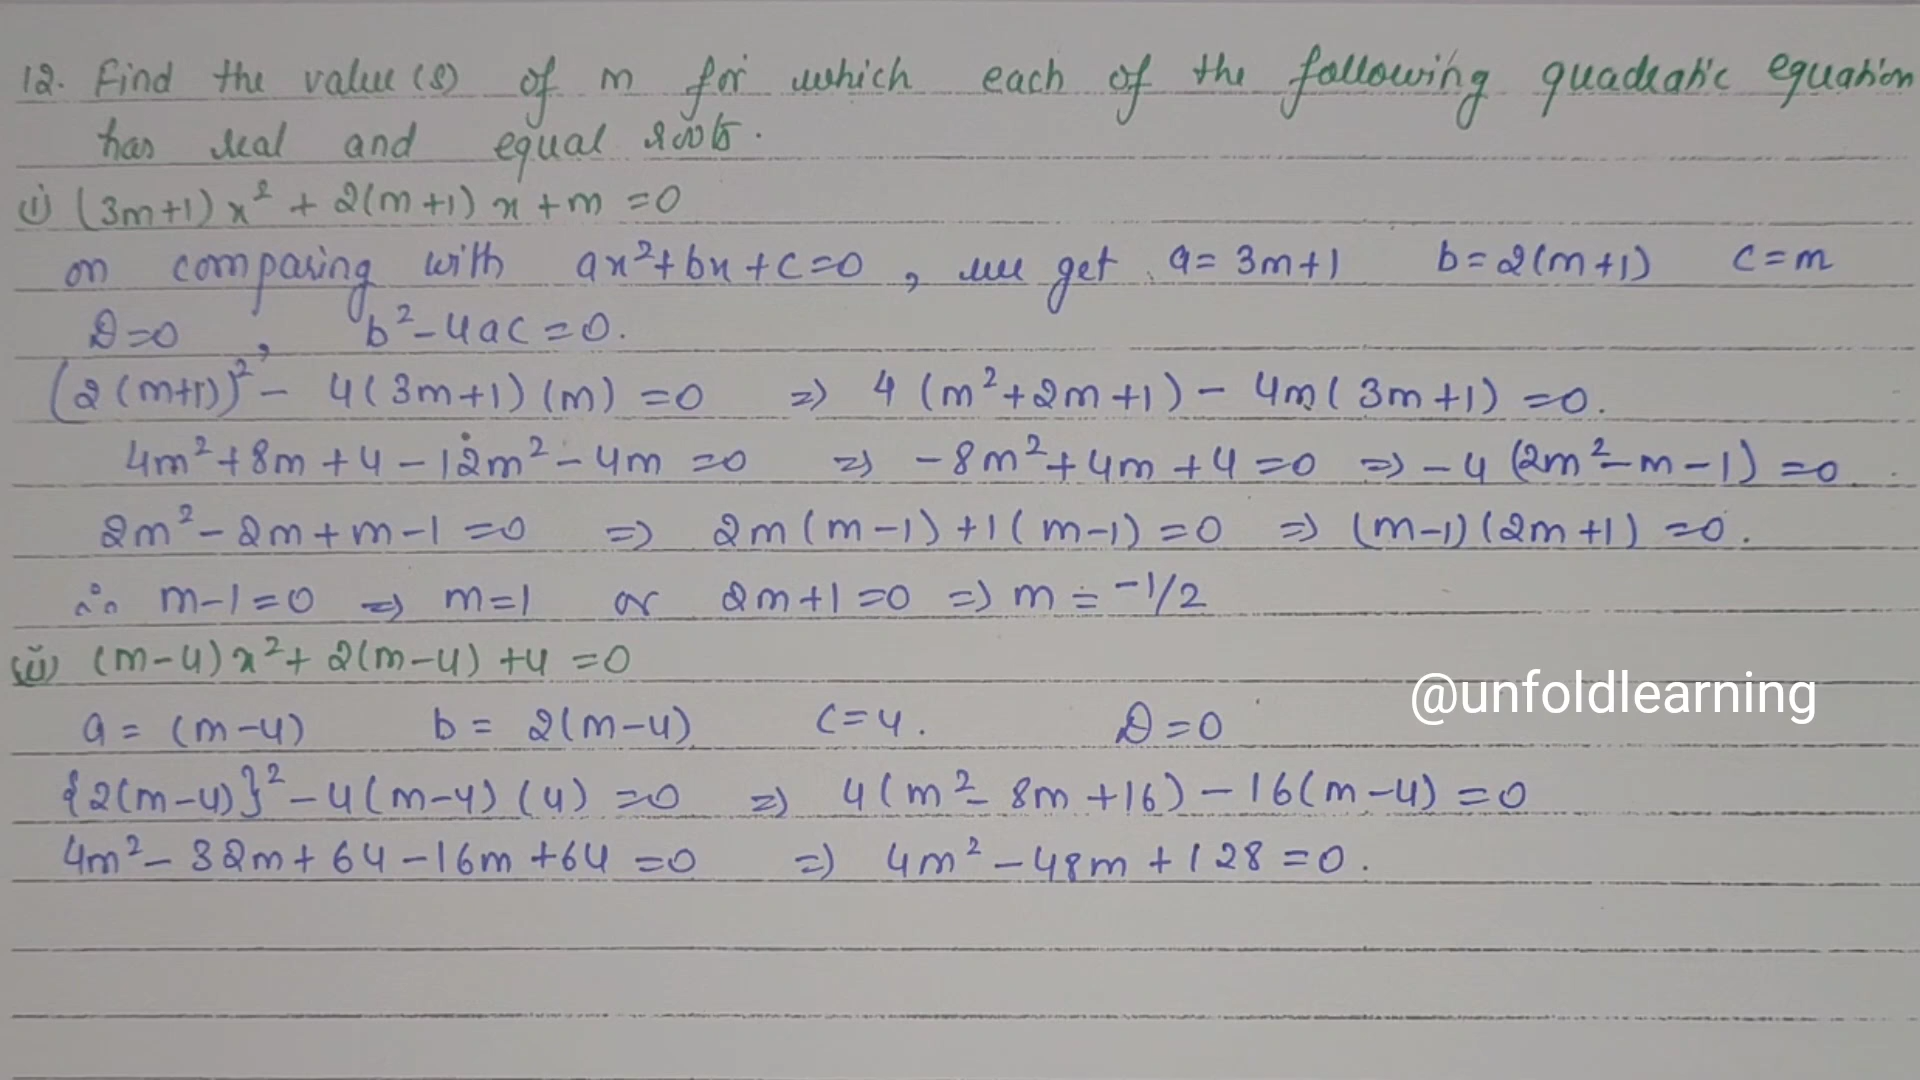 12. Find the value(s) of m for which each of the following quadratic equation
has real and equal roots.
(i) (3m+1)x² + 2(m+1)x + m = 0
on comparing with ax²+bx+c=0, we get a= 3m+1 b=2(m+1) c=m
D=0, b²-4ac=0.
(2(m+1))² - 4(3m+1)(m) =0 => 4(m²+2m+1) - 4m(3m+1) =0.
4m²+8m+4-12m²-4m =0 => -8m²+4m+4=0 => -4(2m²-m-1) =0
2m²-2m+m-1=0 => 2m(m-1)+1(m-1)=0 => (m-1)(2m+1) =0.
∴ m-1=0 => m=1 or 2m+1=0 => m = -1/2
(ii) (m-4)x²+ 2(m-4) +4 =0
@unfoldlearning
a= (m-4) b= 2(m-4) c=4. D=0
{2(m-4)}²-4(m-4)(4) =0 => 4(m²-8m+16)-16(m-4) =0
4m²-32m+64-16m+64=0 => 4m²-48m+128=0.